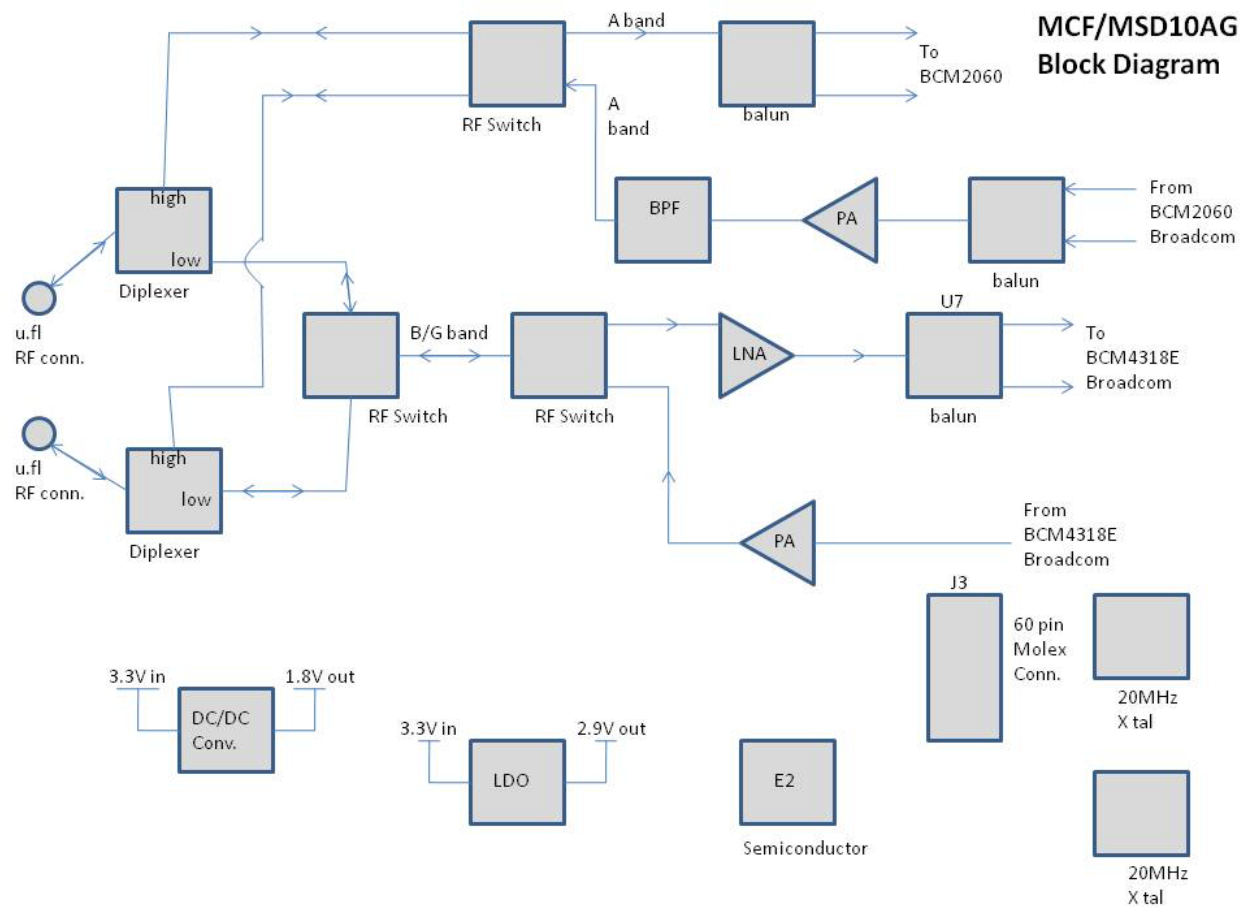 MCF/MSD10AG
Block Diagram
A band
To
BCM2060
RF Switch
A
band
balun
high
low
Diplexer
BPF
PA
From
BCM2060
Broadcom
balun
u.fl
RF conn.
B/G band
RF Switch
RF Switch
LNA
U7
balun
To
BCM4318E
Broadcom
u.fl
RF conn.
high
low
Diplexer
PA
From
BCM4318E
Broadcom
J3
60 pin
Molex
Conn.
20MHz
X tal
3.3V in
1.8V out
DC/DC
Conv.
3.3V in
2.9V out
LDO
E2
Semiconductor
20MHz
X tal